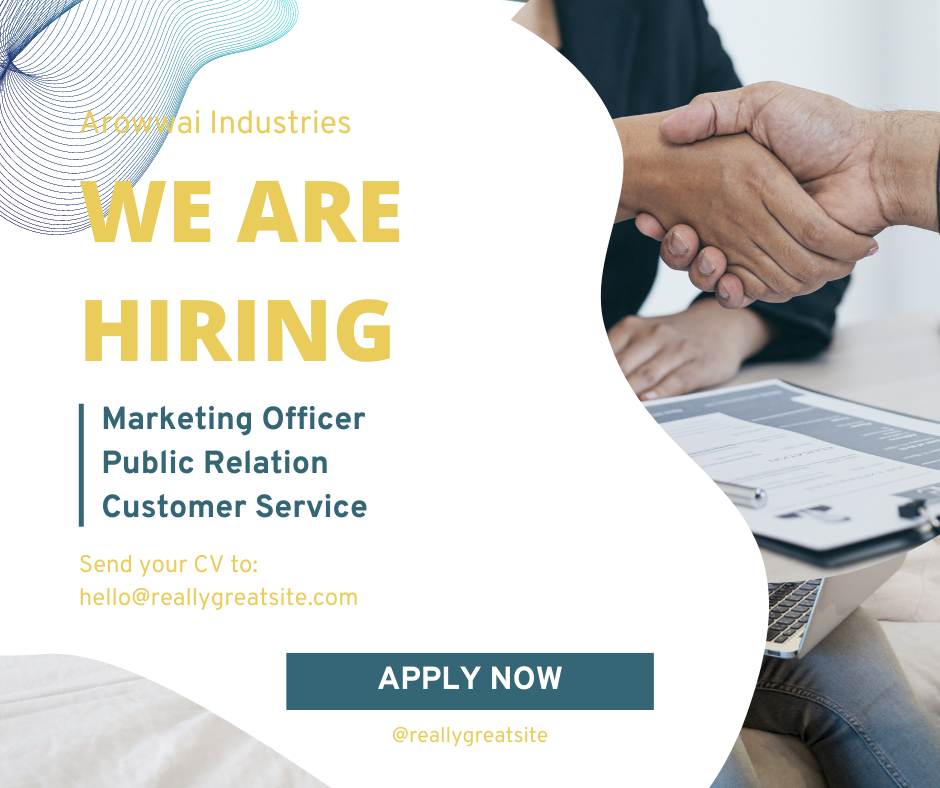 Arowwai Industries
WE ARE
HIRING
Marketing Officer
Public Relation
Customer Service
Send your CV to:
hello@reallygreatsite.com
APPLY NOW
@reallygreatsite